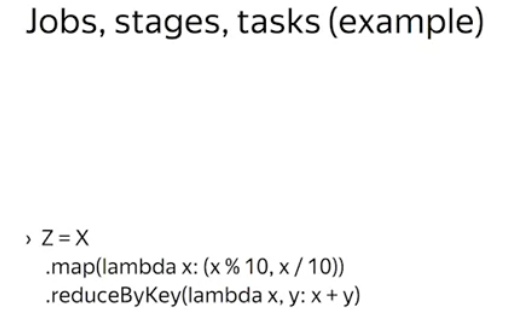 Jobs, stages, tasks (example)
› Z = X
.map(lambda x: (x % 10, x / 10))
.reduceByKey(lambda x, y: x + y)